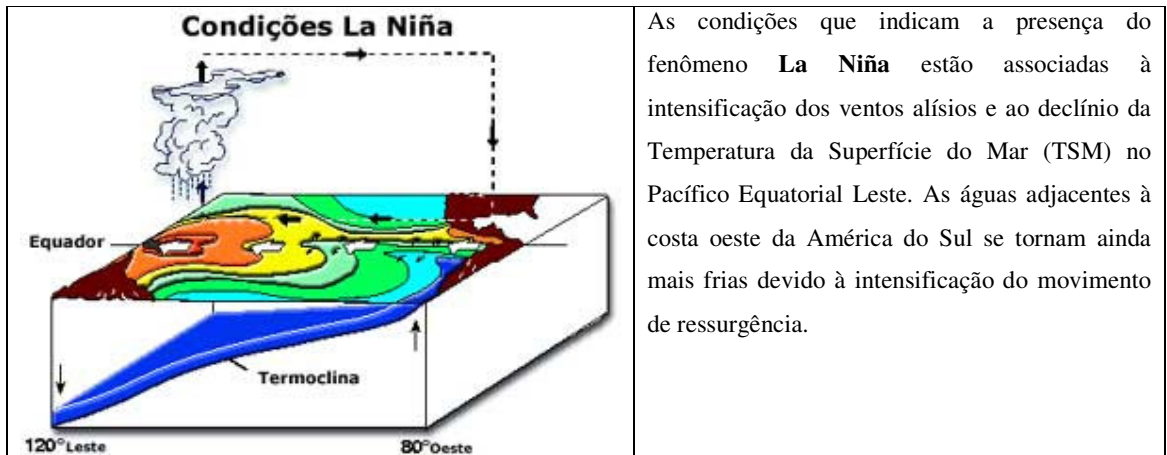 Condições La Niña
Equador
Termoclina
120°Leste
80°Oeste
As condições que indicam a presença do
fenômeno La Niña estão associadas à
intensificação dos ventos alísios e ao declínio da
Temperatura da Superfície do Mar (TSM) no
Pacífico Equatorial Leste. As águas adjacentes à
costa oeste da América do Sul se tornam ainda
mais frias devido à intensificação do movimento
de ressurgência.